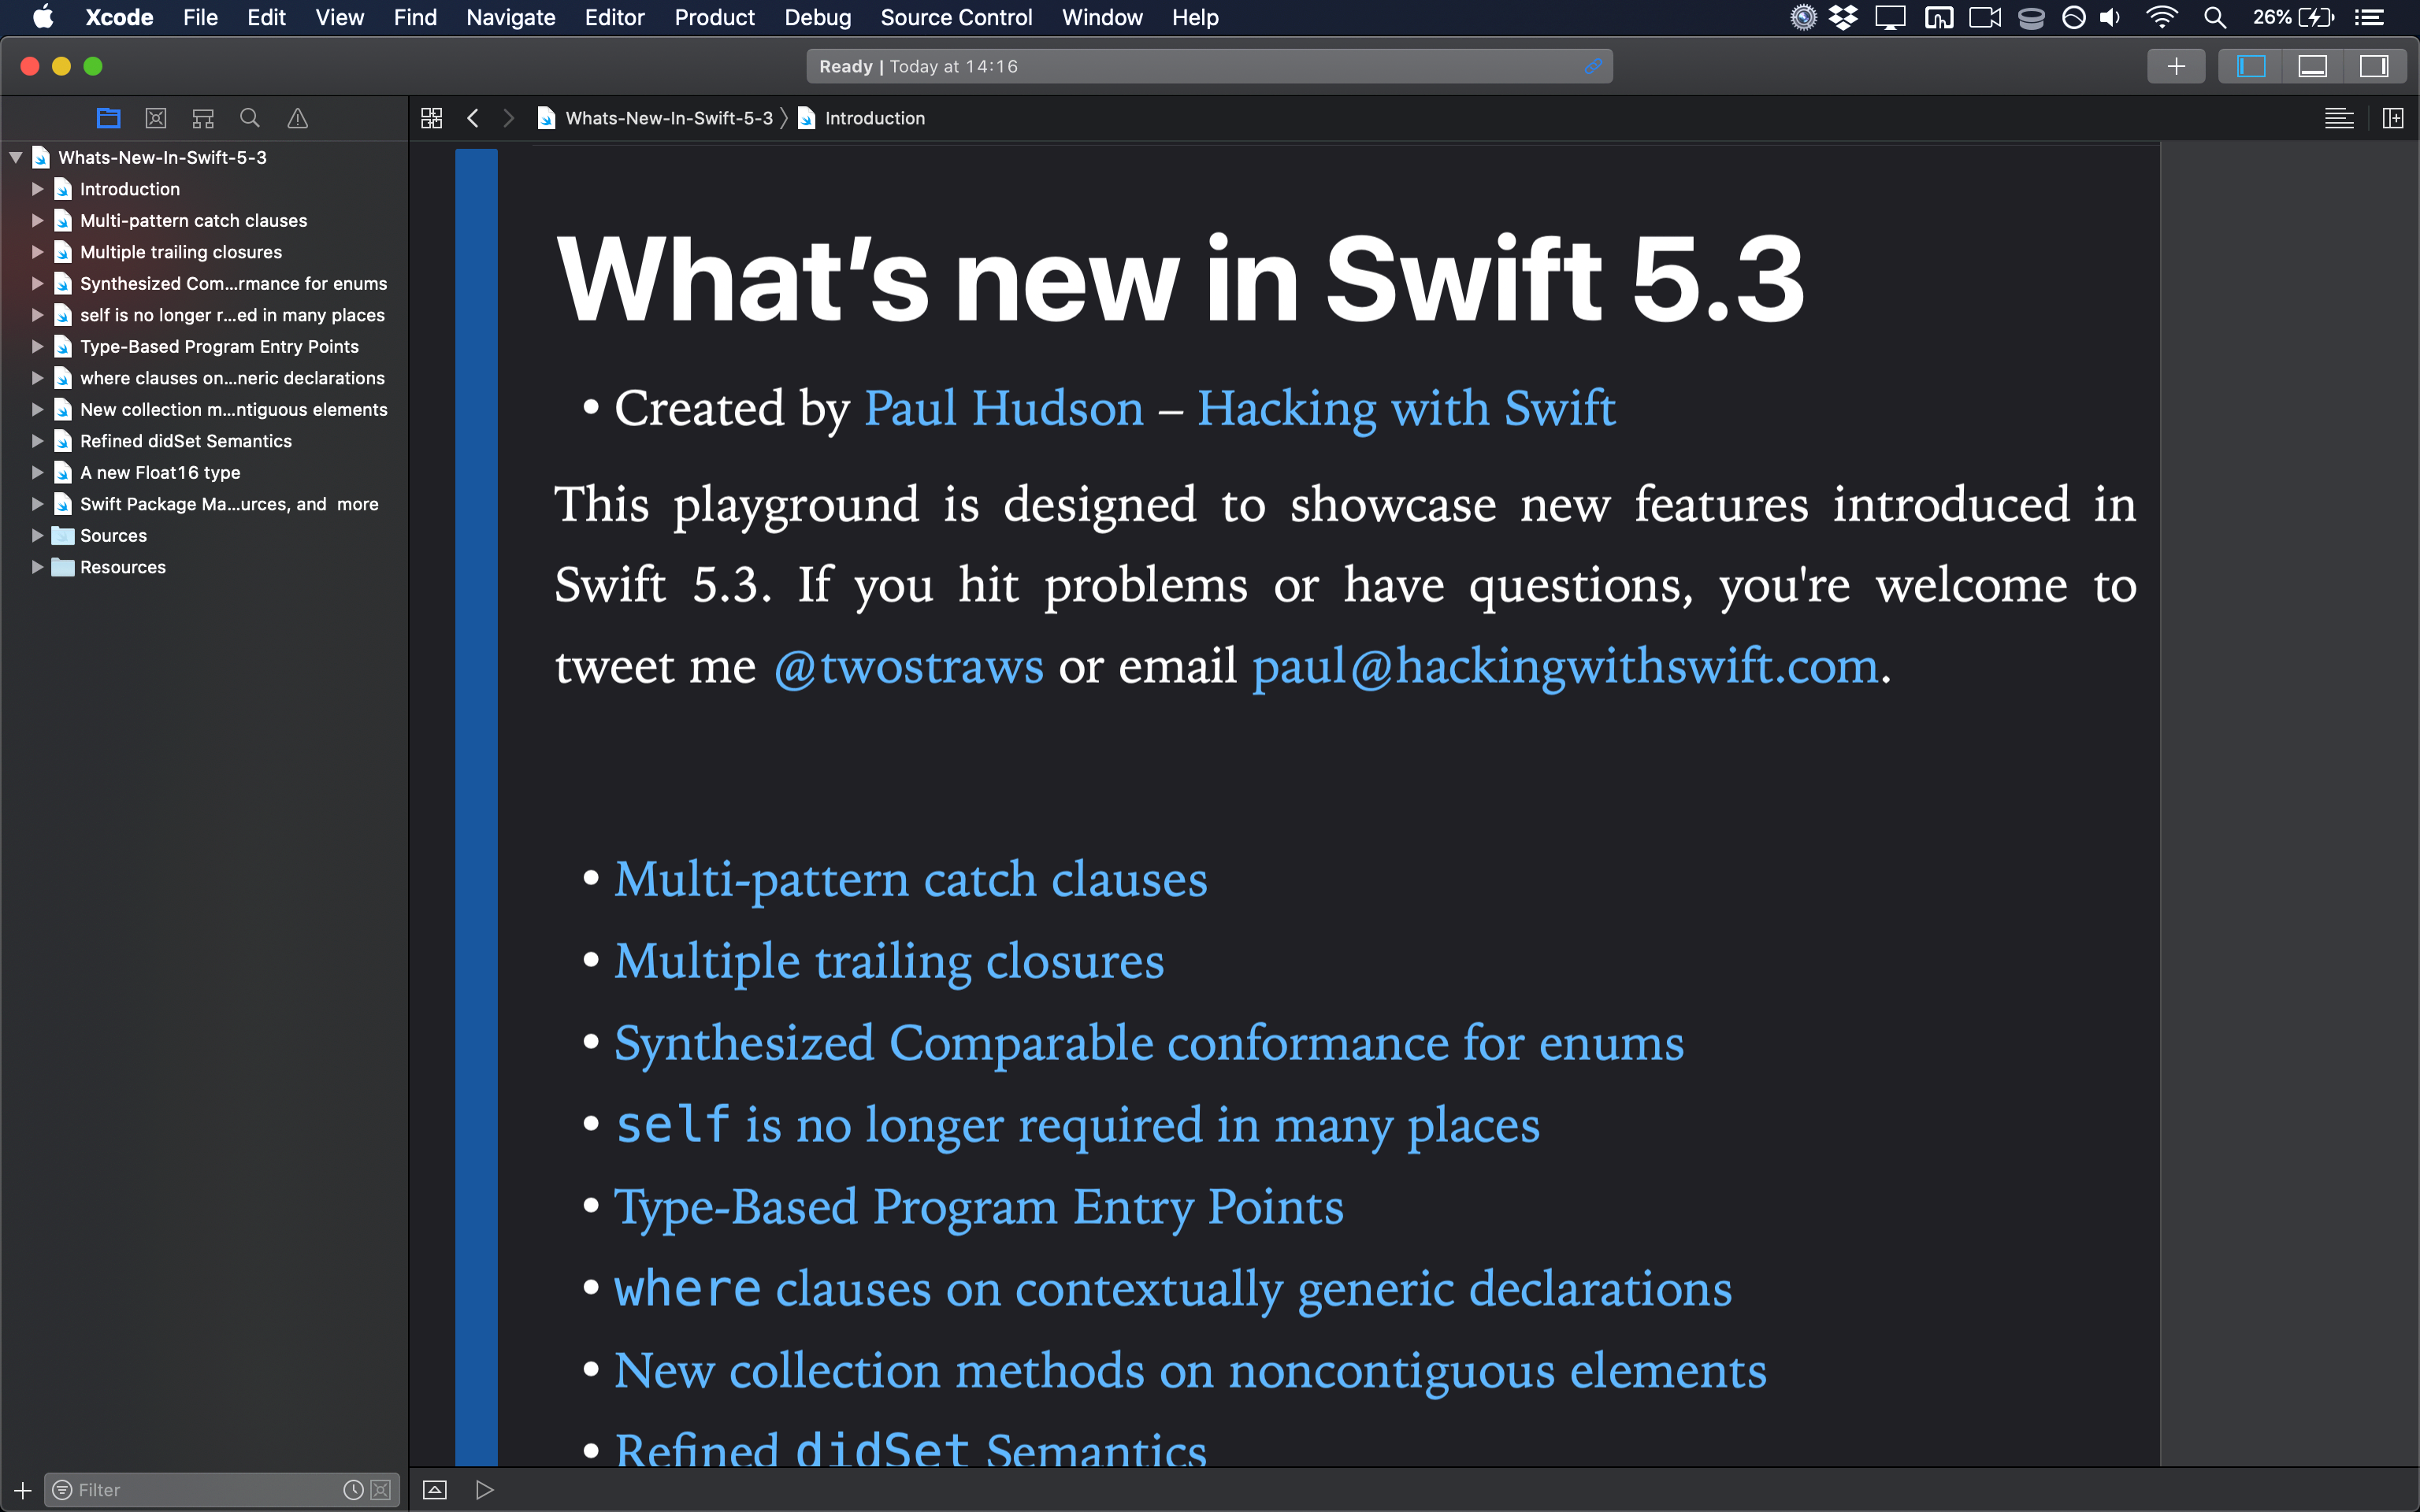 Xcode File Edit View Find Navigate Editor Product Debug Source Control Window Help 26%
Ready | Today at 14:16
Whats-New-In-Swift-5-3 Introduction
Whats-New-In-Swift-5-3
Introduction
Multi-pattern catch clauses
Multiple trailing closures
Synthesized Com...rmance for enums
self is no longer r...ed in many places
Type-Based Program Entry Points
where clauses on...neric declarations
New collection m...ntiguous elements
Refined didSet Semantics
A new Float16 type
Swift Package Ma...urces, and  more
Sources
Resources
Filter
What's new in Swift 5.3
• Created by Paul Hudson – Hacking with Swift
This playground is designed to showcase new features introduced in
Swift 5.3. If you hit problems or have questions, you're welcome to
tweet me @twostraws or email paul@hackingwithswift.com.
• Multi-pattern catch clauses
• Multiple trailing closures
• Synthesized Comparable conformance for enums
• self is no longer required in many places
• Type-Based Program Entry Points
• where clauses on contextually generic declarations
• New collection methods on noncontiguous elements
• Refined didSet Semantics